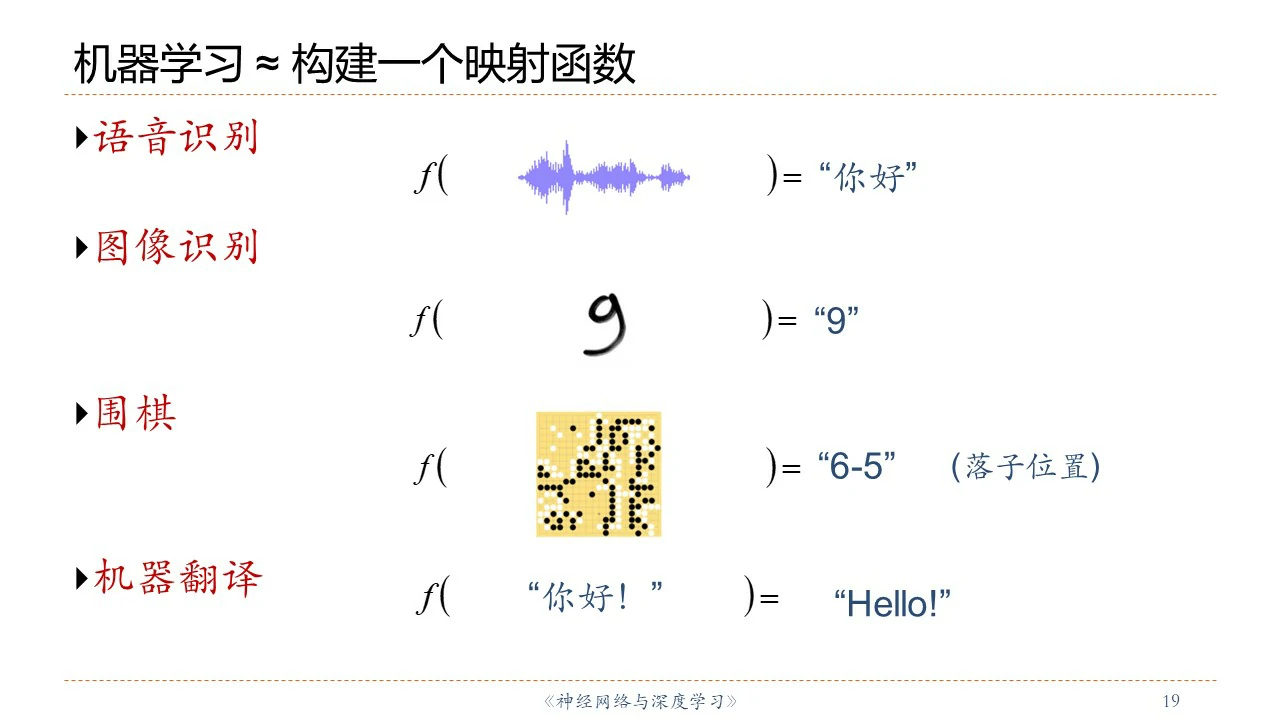 机器学习 ≈ 构建一个映射函数
语音识别
f( )= “你好”
图像识别
f( 9 )= “9”
围棋
f( )= “6-5” (落子位置)
机器翻译
f( “你好！” )= “Hello!”
《神经网络与深度学习》 19